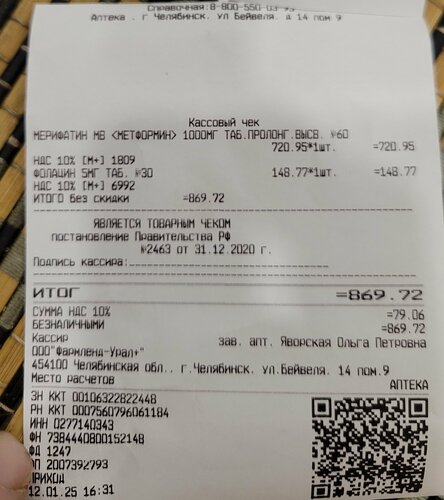 Справочная:8-800-550-03-93
Аптека . г Челябинск. ул Бейвеля. д 14 пом.9
Кассовый чек
МЕРИФАТИН МВ <МЕТФОРМИН> 1000МГ ТАБ.ПРОЛОНГ.ВЫСВ. №60
720.95*1шт. =720.95
НДС 10% [М+] 1809
ФОЛАЦИН 5МГ ТАБ. №30 148.77*1шт. =148.77
НДС 10% [М+] 6992
ИТОГО без скидки =869.72
ЯВЛЯЕТСЯ ТОВАРНЫМ ЧЕКОМ
постановление Правительства РФ
№2463 от 31.12.2020 г.
Подпись кассира:
ИТОГ =869.72
СУММА НДС 10% =79.06
БЕЗНАЛИЧНЫМИ =869.72
Кассир зав. апт. Яворская Ольга Петровна
ООО"Фармленд-Урал+"
454100 Челябинская обл., г.Челябинск. ул.Бейвеля. 14 пом.9
Место расчетов АПТЕКА
ЗН ККТ 00106322822448
РН ККТ 0007560796061184
ИНН 0277140343
ФН 7384440800152148
ФД 1247
ФП 2007392793
ПРИХОД
12.01.25 16:31